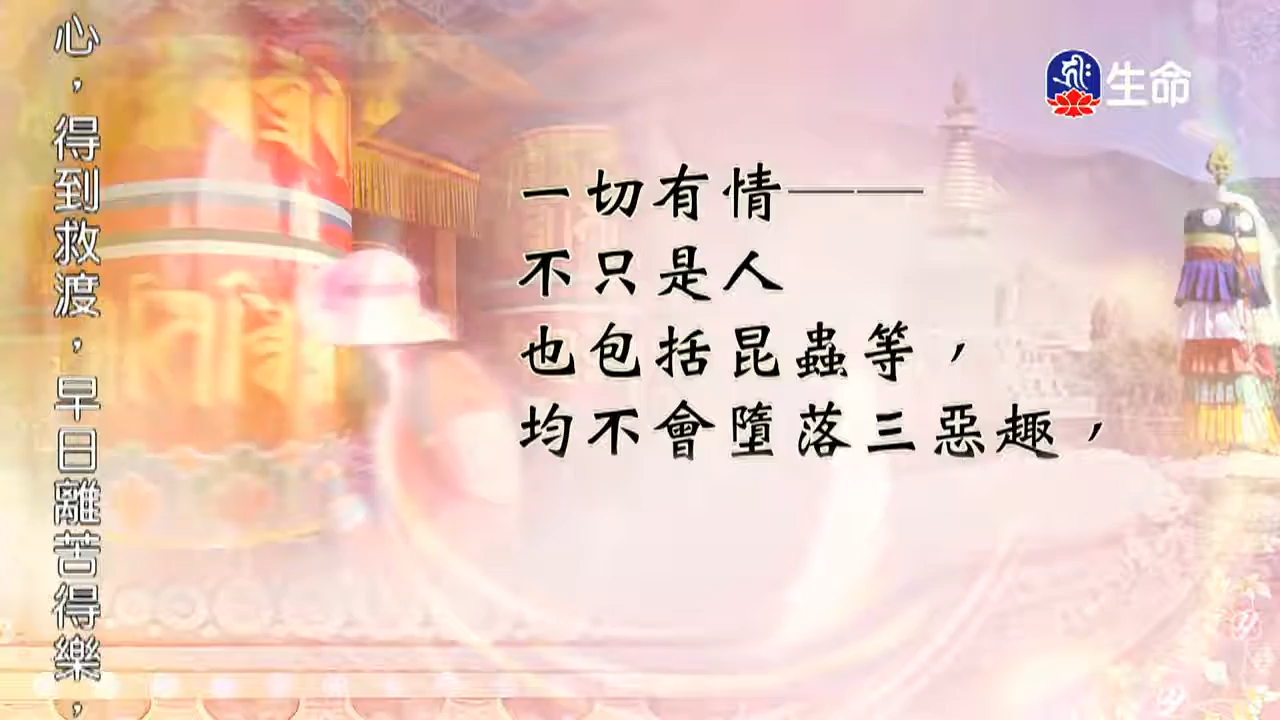 心，得到救渡，早日離苦得樂，
生命
一切有情——
不只是人
也包括昆蟲等，
均不會墮落三惡趣，